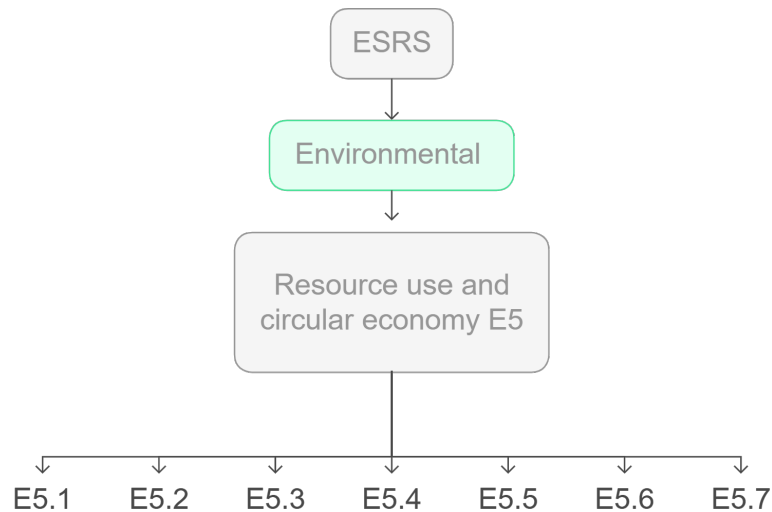 ESRS
Environmental
Resource use and
circular economy E5
E5.1 E5.2 E5.3 E5.4 E5.5 E5.6 E5.7